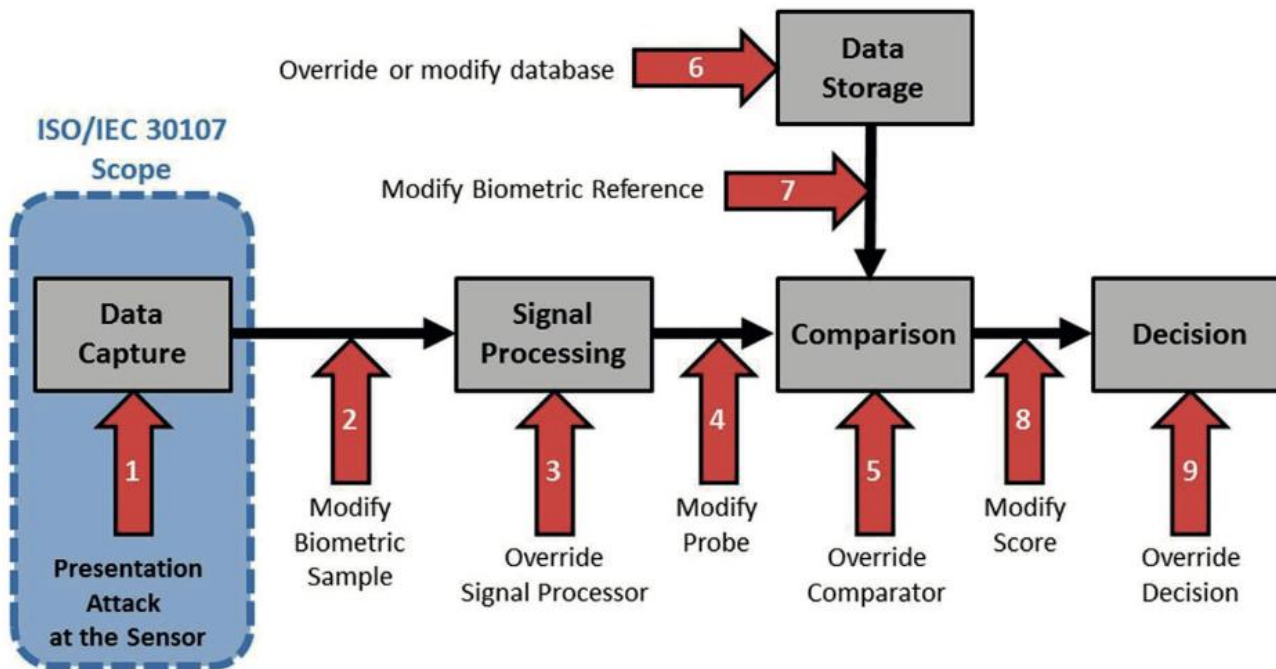 Override or modify database
6
Data
Storage
ISO/IEC 30107
Scope
Modify Biometric Reference
7
Data
Capture
Signal
Processing
Comparison
Decision
1
2
3
4
5
8
9
Presentation
Attack
at the Sensor
Modify
Biometric
Sample
Override
Signal Processor
Modify
Probe
Override
Comparator
Modify
Score
Override
Decision